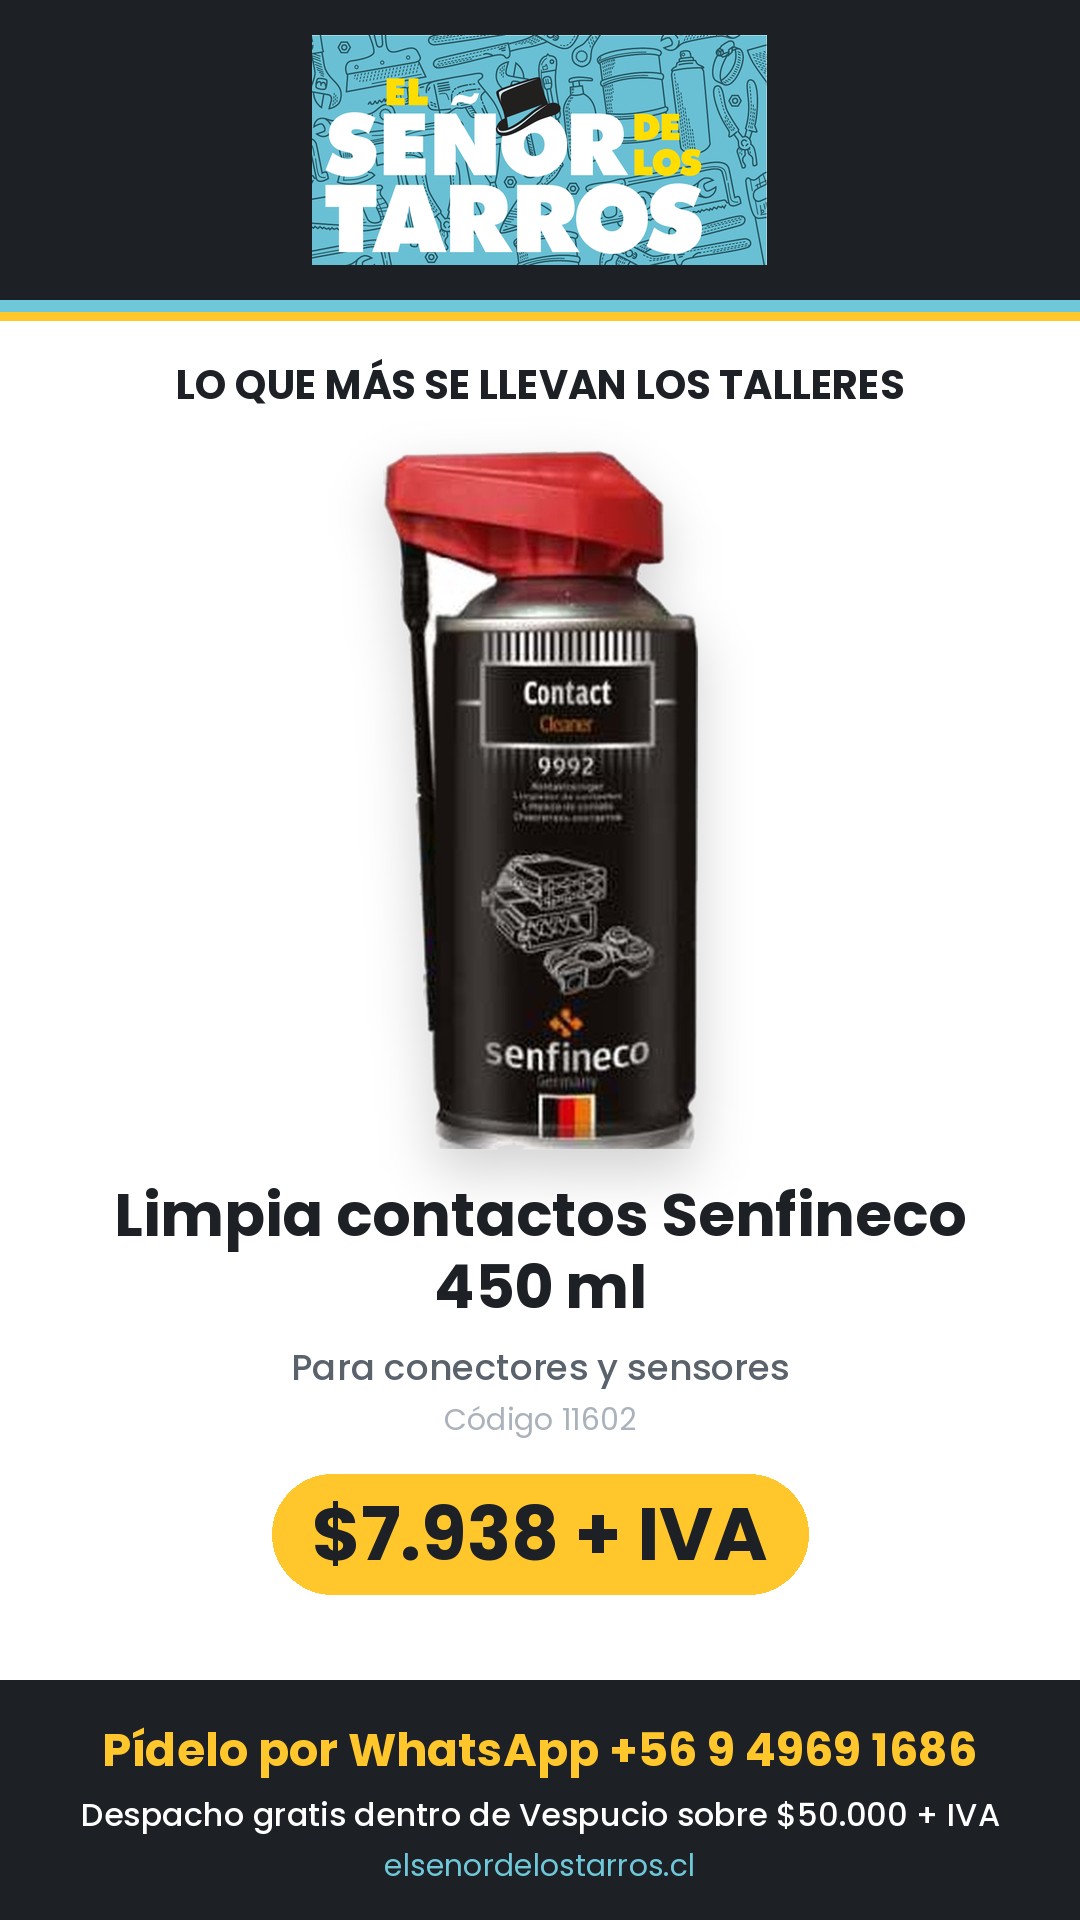 EL
SEÑOR DE LOS
TARROS
LO QUE MÁS SE LLEVAN LOS TALLERES
Contact
Cleaner
9992
senfineco
Germany
Limpia contactos Senfineco
450 ml
Para conectores y sensores
Código 11602
$7.938 + IVA
Pídelo por WhatsApp +56 9 4969 1686
Despacho gratis dentro de Vespucio sobre $50.000 + IVA
elsenordelostarros.cl